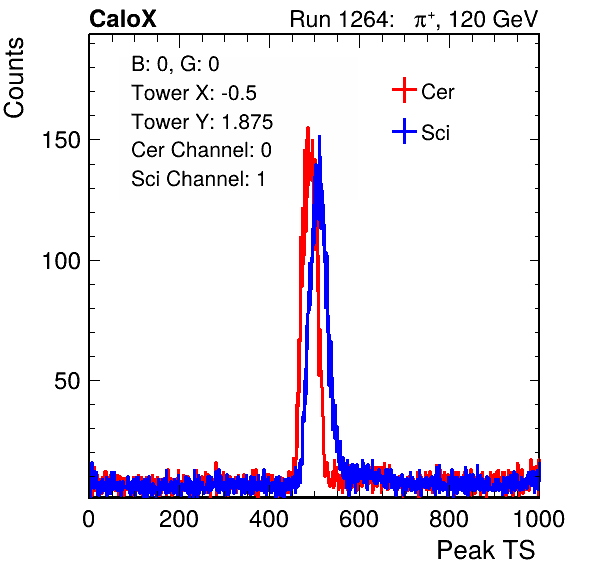 CaloX Run 1264: π⁺, 120 GeV
Counts
B: 0, G: 0
Tower X: -0.5
Tower Y: 1.875
Cer Channel: 0
Sci Channel: 1
Cer
Sci
150
100
50
0 200 400 600 800 1000
Peak TS